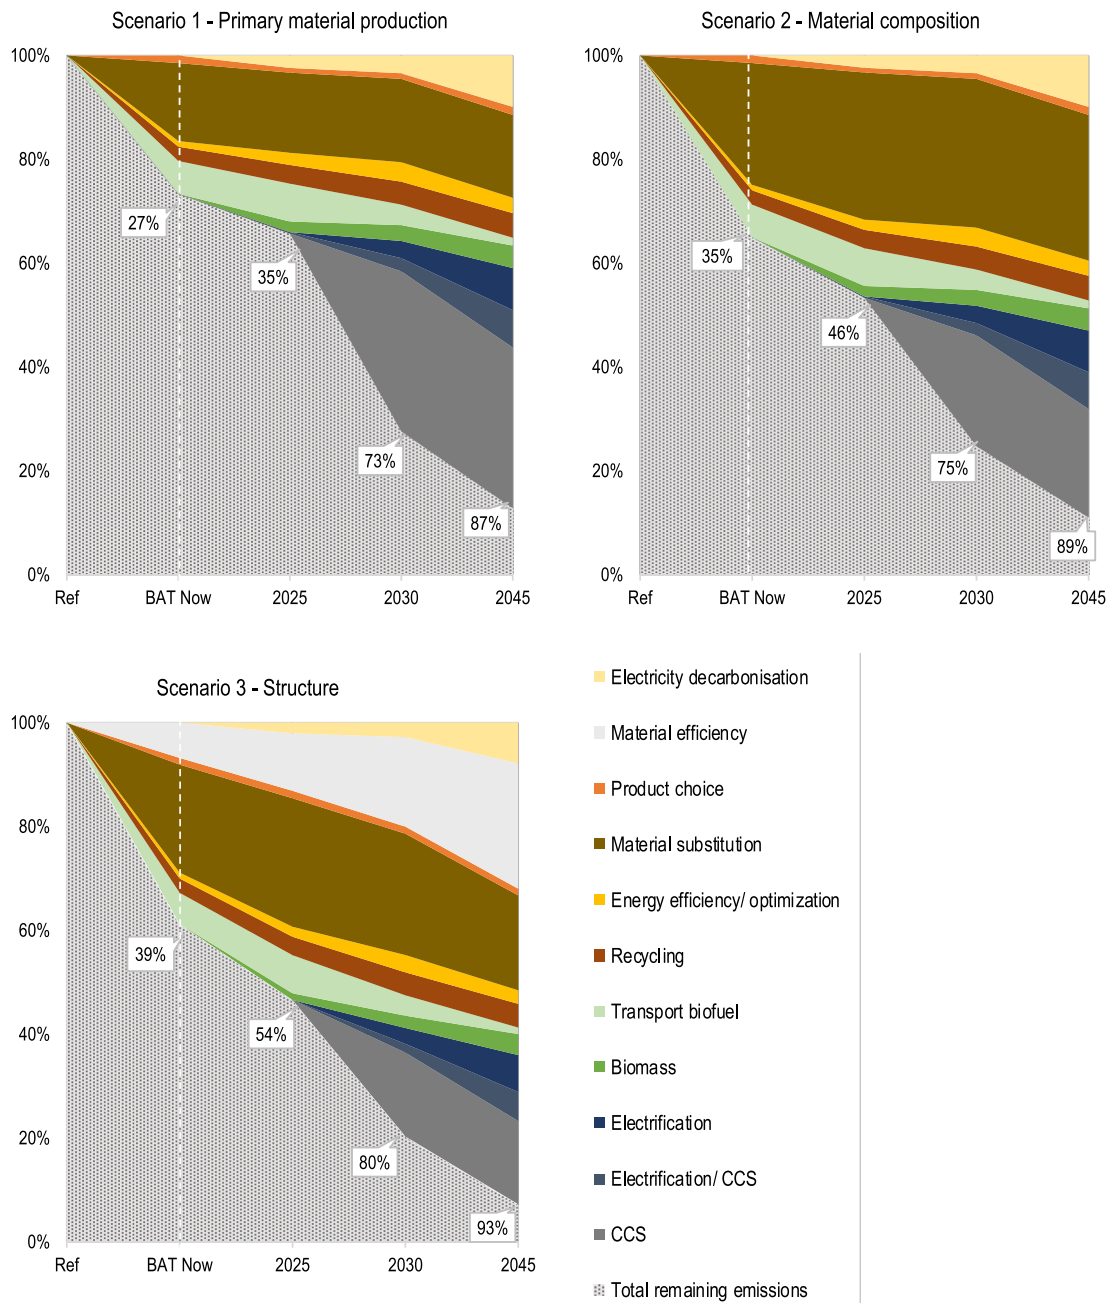 Scenario 1 - Primary material production
100%
80%
60%
40%
20%
0%
27%
35%
73%
87%
Ref
BAT Now
2025
2030
2045
Scenario 2 - Material composition
100%
80%
60%
40%
20%
0%
35%
46%
75%
89%
Ref
BAT Now
2025
2030
2045
Scenario 3 - Structure
100%
80%
60%
40%
20%
0%
39%
54%
80%
93%
Ref
BAT Now
2025
2030
2045
Electricity decarbonisation
Material efficiency
Product choice
Material substitution
Energy efficiency/ optimization
Recycling
Transport biofuel
Biomass
Electrification
Electrification/ CCS
CCS
Total remaining emissions